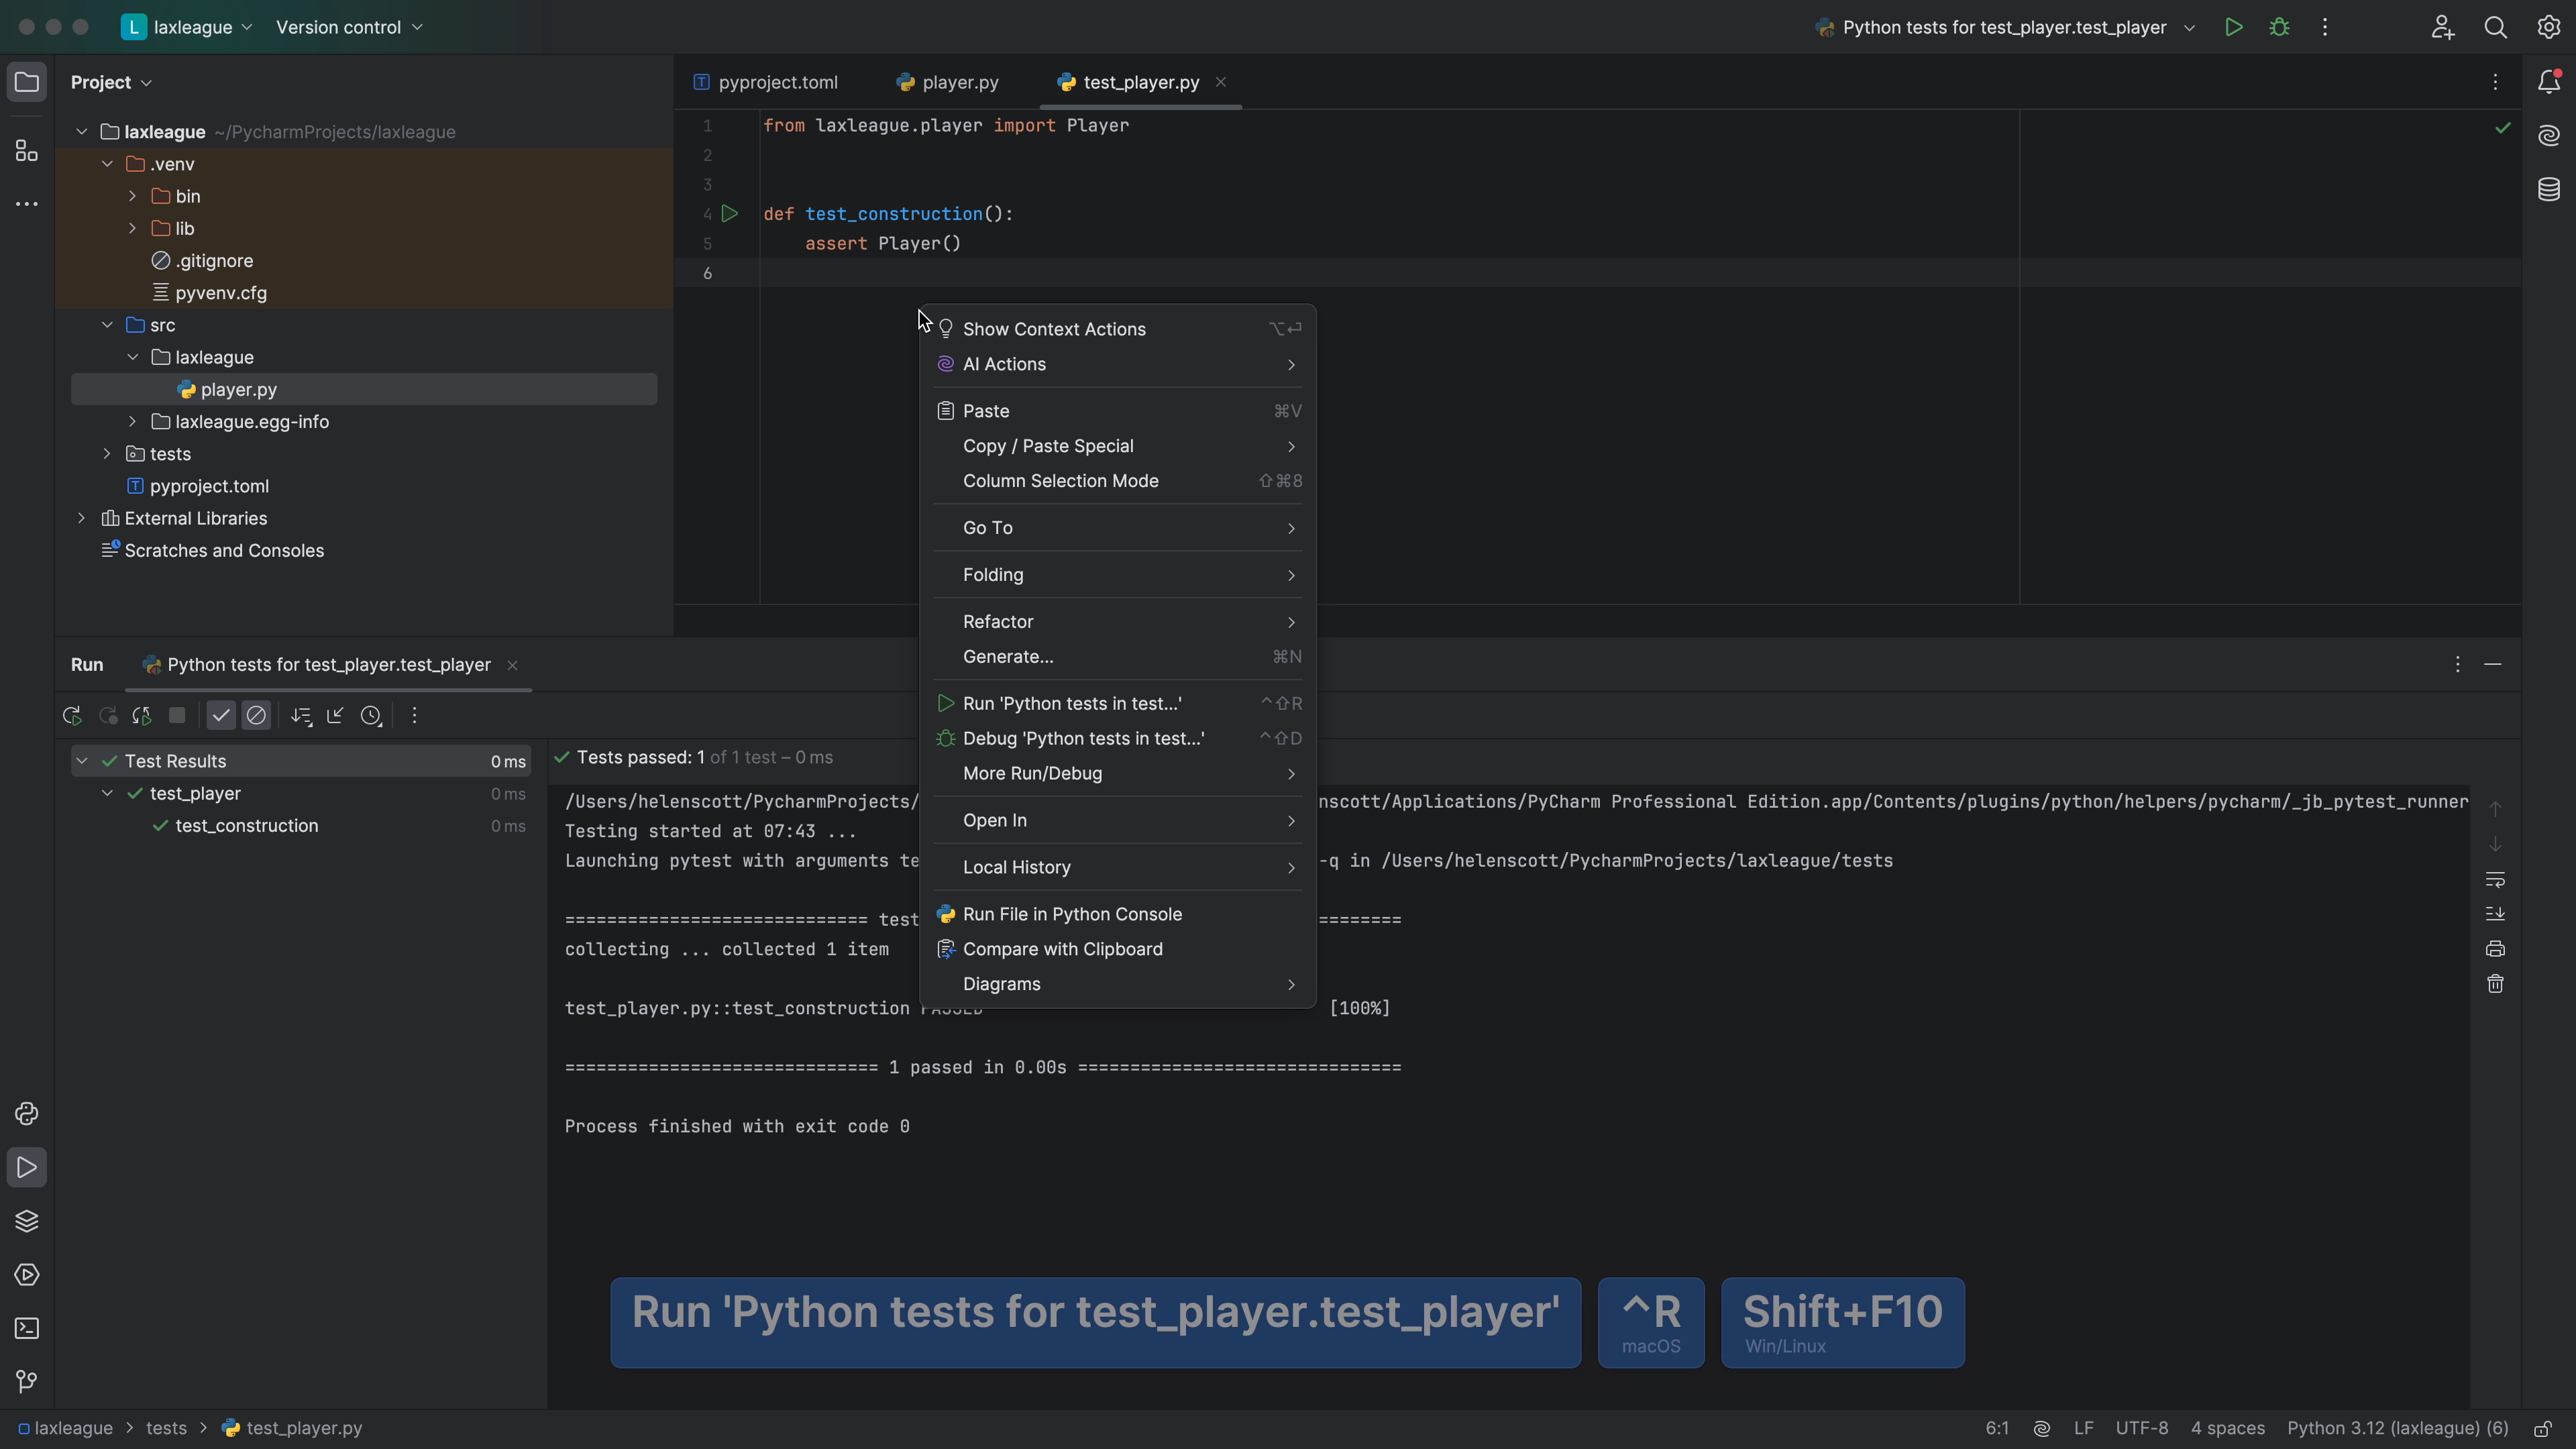 L laxleague Version control Python tests for test_player.test_player
Project
laxleague ~/PycharmProjects/laxleague
.venv
bin
lib
.gitignore
pyvenv.cfg
src
laxleague
player.py
laxleague.egg-info
tests
pyproject.toml
External Libraries
Scratches and Consoles
pyproject.toml player.py test_player.py
1 from laxleague.player import Player
2
3
4 def test_construction():
5 assert Player()
6
Show Context Actions ⌥⏎
AI Actions
Paste ⌘V
Copy / Paste Special
Column Selection Mode ⇧⌘8
Go To
Folding
Refactor
Generate... ⌘N
Run 'Python tests in test...' ^⇧R
Debug 'Python tests in test...' ^⇧D
More Run/Debug
Open In
Local History
Run File in Python Console
Compare with Clipboard
Diagrams
Run Python tests for test_player.test_player
Test Results 0 ms
test_player 0 ms
test_construction 0 ms
Tests passed: 1 of 1 test – 0 ms
/Users/helenscott/PycharmProjects/ nscott/Applications/PyCharm Professional Edition.app/Contents/plugins/python/helpers/pycharm/_jb_pytest_runner
Testing started at 07:43 ...
Launching pytest with arguments te -q in /Users/helenscott/PycharmProjects/laxleague/tests
============================= test ========
collecting ... collected 1 item
test_player.py::test_construction PASSED [100%]
============================== 1 passed in 0.00s ===============================
Process finished with exit code 0
Run 'Python tests for test_player.test_player' ^R Shift+F10
macOS Win/Linux
laxleague > tests > test_player.py 6:1 LF UTF-8 4 spaces Python 3.12 (laxleague) (6)